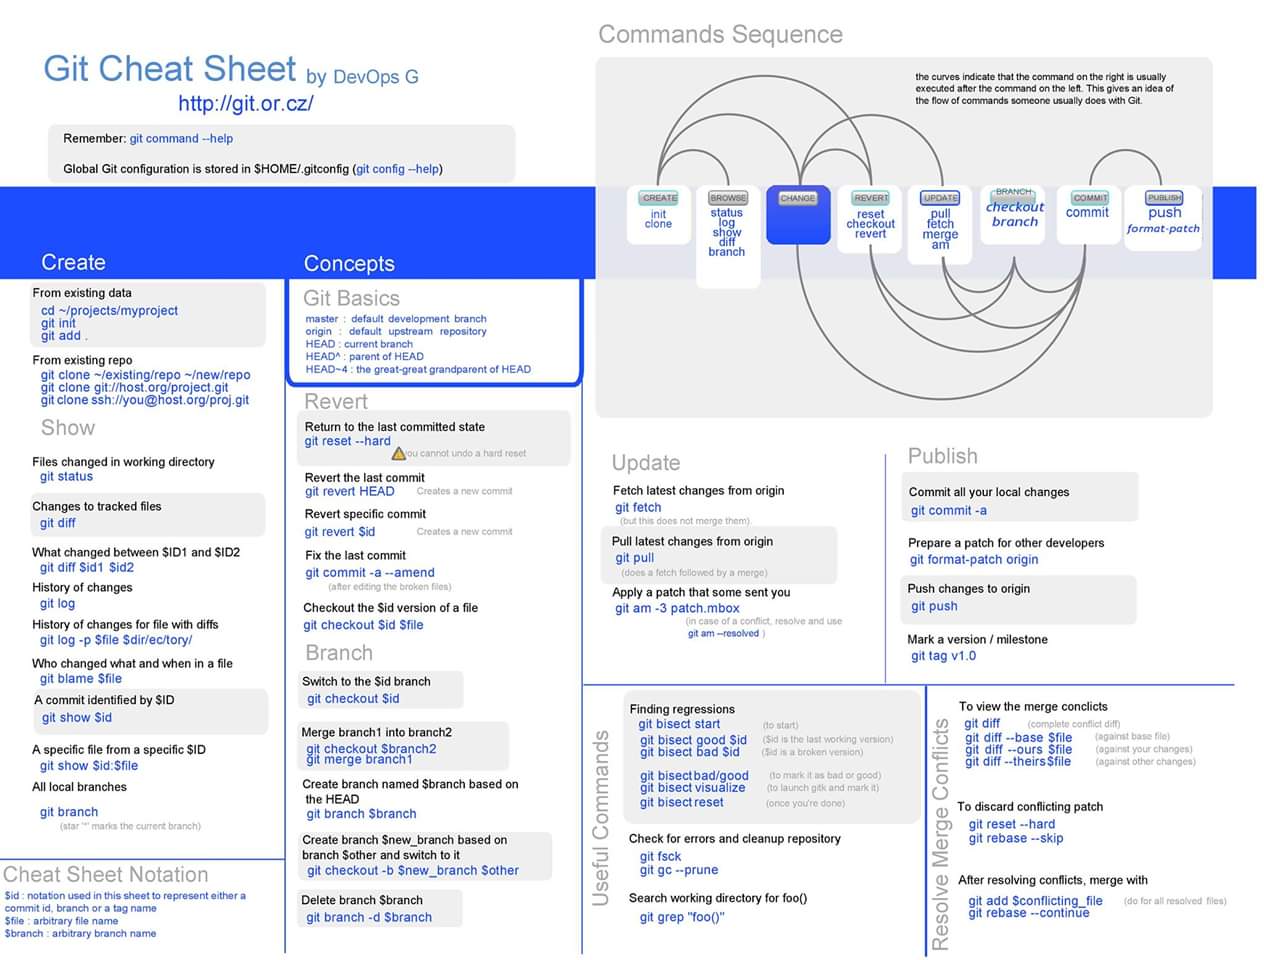 Git Cheat Sheet by DevOps G
http://git.or.cz/
Remember: git command --help
Global Git configuration is stored in $HOME/.gitconfig (git config --help)
Commands Sequence
the curves indicate that the command on the right is usually
executed after the command on the left. This gives an idea of
the flow of commands someone usually does with Git.
CREATE
init
clone
BROWSE
status
log
show
diff
branch
CHANGE
REVERT
reset
checkout
revert
UPDATE
pull
fetch
merge
am
BRANCH
checkout
branch
COMMIT
commit
PUBLISH
push
format-patch
Create
From existing data
cd ~/projects/myproject
git init
git add .
From existing repo
git clone ~/existing/repo ~/new/repo
git clone git://host.org/project.git
git clone ssh://you@host.org/proj.git
Show
Files changed in working directory
git status
Changes to tracked files
git diff
What changed between $ID1 and $ID2
git diff $id1 $id2
History of changes
git log
History of changes for file with diffs
git log -p $file $dir/ec/tory/
Who changed what and when in a file
git blame $file
A commit identified by $ID
git show $id
A specific file from a specific $ID
git show $id:$file
All local branches
git branch
(star '*' marks the current branch)
Cheat Sheet Notation
$id : notation used in this sheet to represent either a
commit id, branch or a tag name
$file : arbitrary file name
$branch : arbitrary branch name
Concepts
Git Basics
master : default development branch
origin : default upstream repository
HEAD : current branch
HEAD^ : parent of HEAD
HEAD~4 : the great-great grandparent of HEAD
Revert
Return to the last committed state
git reset --hard
you cannot undo a hard reset
Revert the last commit
git revert HEAD Creates a new commit
Revert specific commit
git revert $id Creates a new commit
Fix the last commit
git commit -a --amend
(after editing the broken files)
Checkout the $id version of a file
git checkout $id $file
Branch
Switch to the $id branch
git checkout $id
Merge branch1 into branch2
git checkout $branch2
git merge branch1
Create branch named $branch based on
the HEAD
git branch $branch
Create branch $new_branch based on
branch $other and switch to it
git checkout -b $new_branch $other
Delete branch $branch
git branch -d $branch
Update
Fetch latest changes from origin
git fetch
(but this does not merge them).
Pull latest changes from origin
git pull
(does a fetch followed by a merge)
Apply a patch that some sent you
git am -3 patch.mbox
(in case of a conflict, resolve and use
git am --resolved )
Publish
Commit all your local changes
git commit -a
Prepare a patch for other developers
git format-patch origin
Push changes to origin
git push
Mark a version / milestone
git tag v1.0
Useful Commands
Finding regressions
git bisect start (to start)
git bisect good $id ($id is the last working version)
git bisect bad $id ($id is a broken version)
git bisect bad/good (to mark it as bad or good)
git bisect visualize (to launch gitk and mark it)
git bisect reset (once you're done)
Check for errors and cleanup repository
git fsck
git gc --prune
Search working directory for foo()
git grep "foo()"
Resolve Merge Conflicts
To view the merge conclicts
git diff (complete conflict diff)
git diff --base $file (against base file)
git diff --ours $file (against your changes)
git diff --theirs $file (against other changes)
To discard conflicting patch
git reset --hard
git rebase --skip
After resolving conflicts, merge with
git add $conflicting_file (do for all resolved files)
git rebase --continue